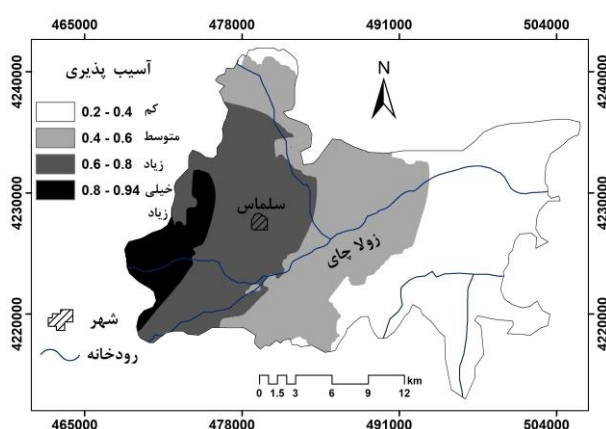 465000 478000 491000 504000
4240000 4240000
4230000 4230000
4220000 4220000
آسیب پذیری
0.2 - 0.4 کم
0.4 - 0.6 متوسط
0.6 - 0.8 زیاد
0.8 - 0.94 خیلی
زیاد
N
سلماس
زولا چای
شهر
رودخانه
km
0 1.5 3 6 9 12
465000 478000 491000 504000